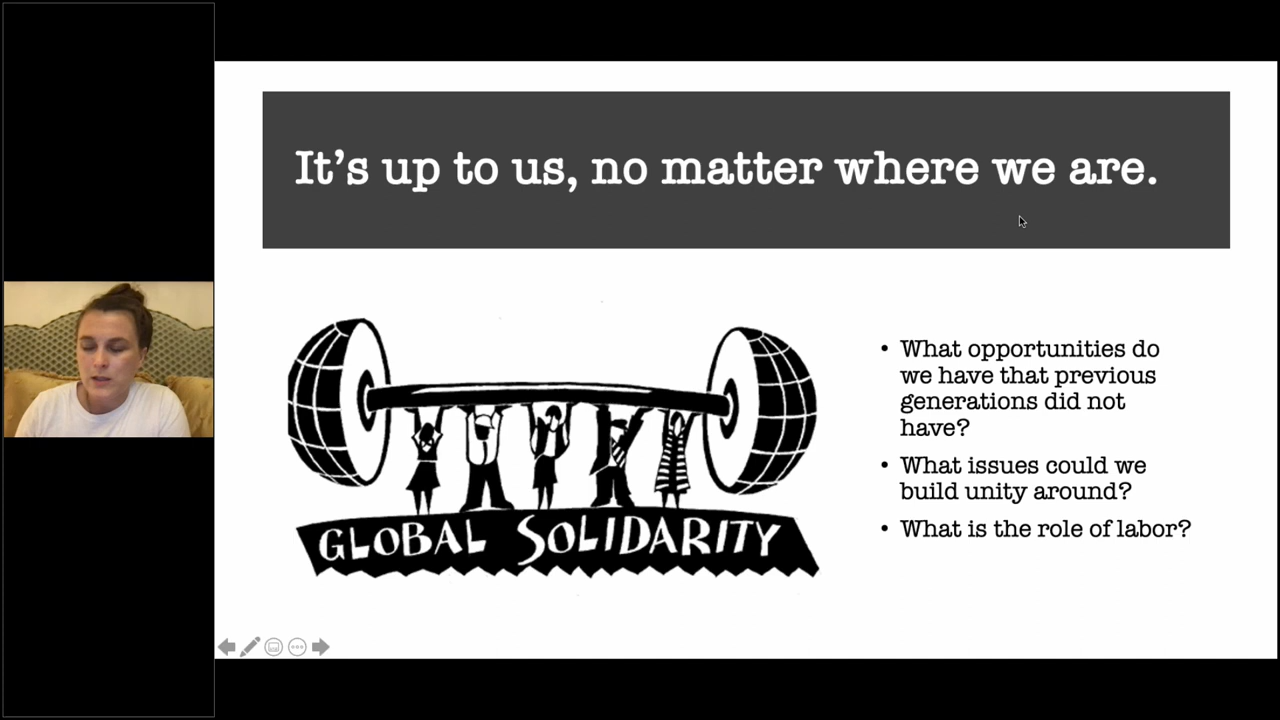 It’s up to us, no matter where we are.
GLOBAL SOLIDARITY
• What opportunities do
we have that previous
generations did not
have?
• What issues could we
build unity around?
• What is the role of labor?